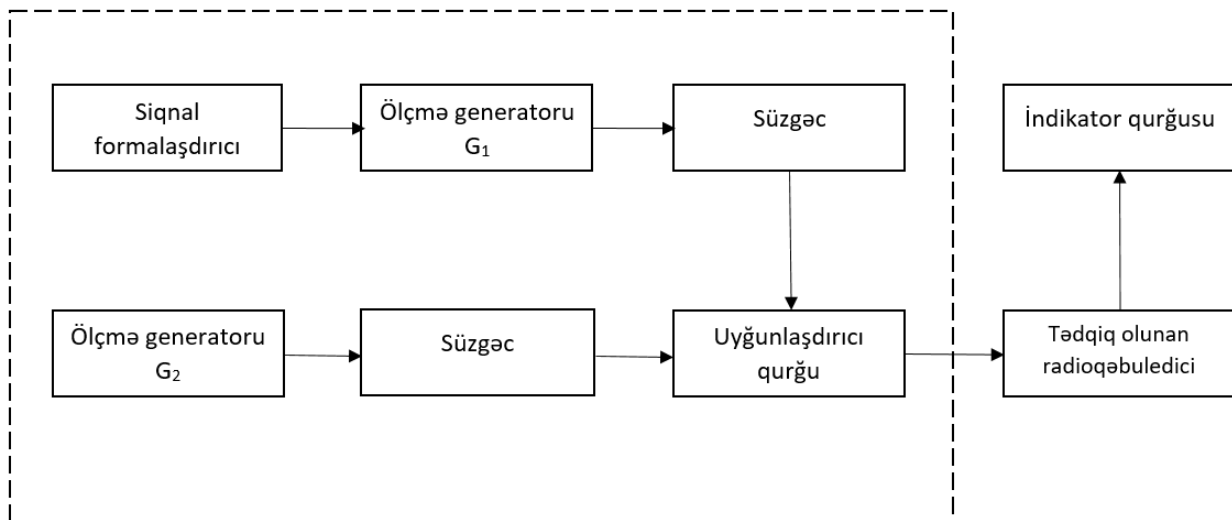 Siqnal
formalaşdırıcı
Ölçmə generatoru
G₁
Süzgəc
İndikator qurğusu
Ölçmə generatoru
G₂
Süzgəc
Uyğunlaşdırıcı
qurğu
Tədqiq olunan
radioqəbuledici